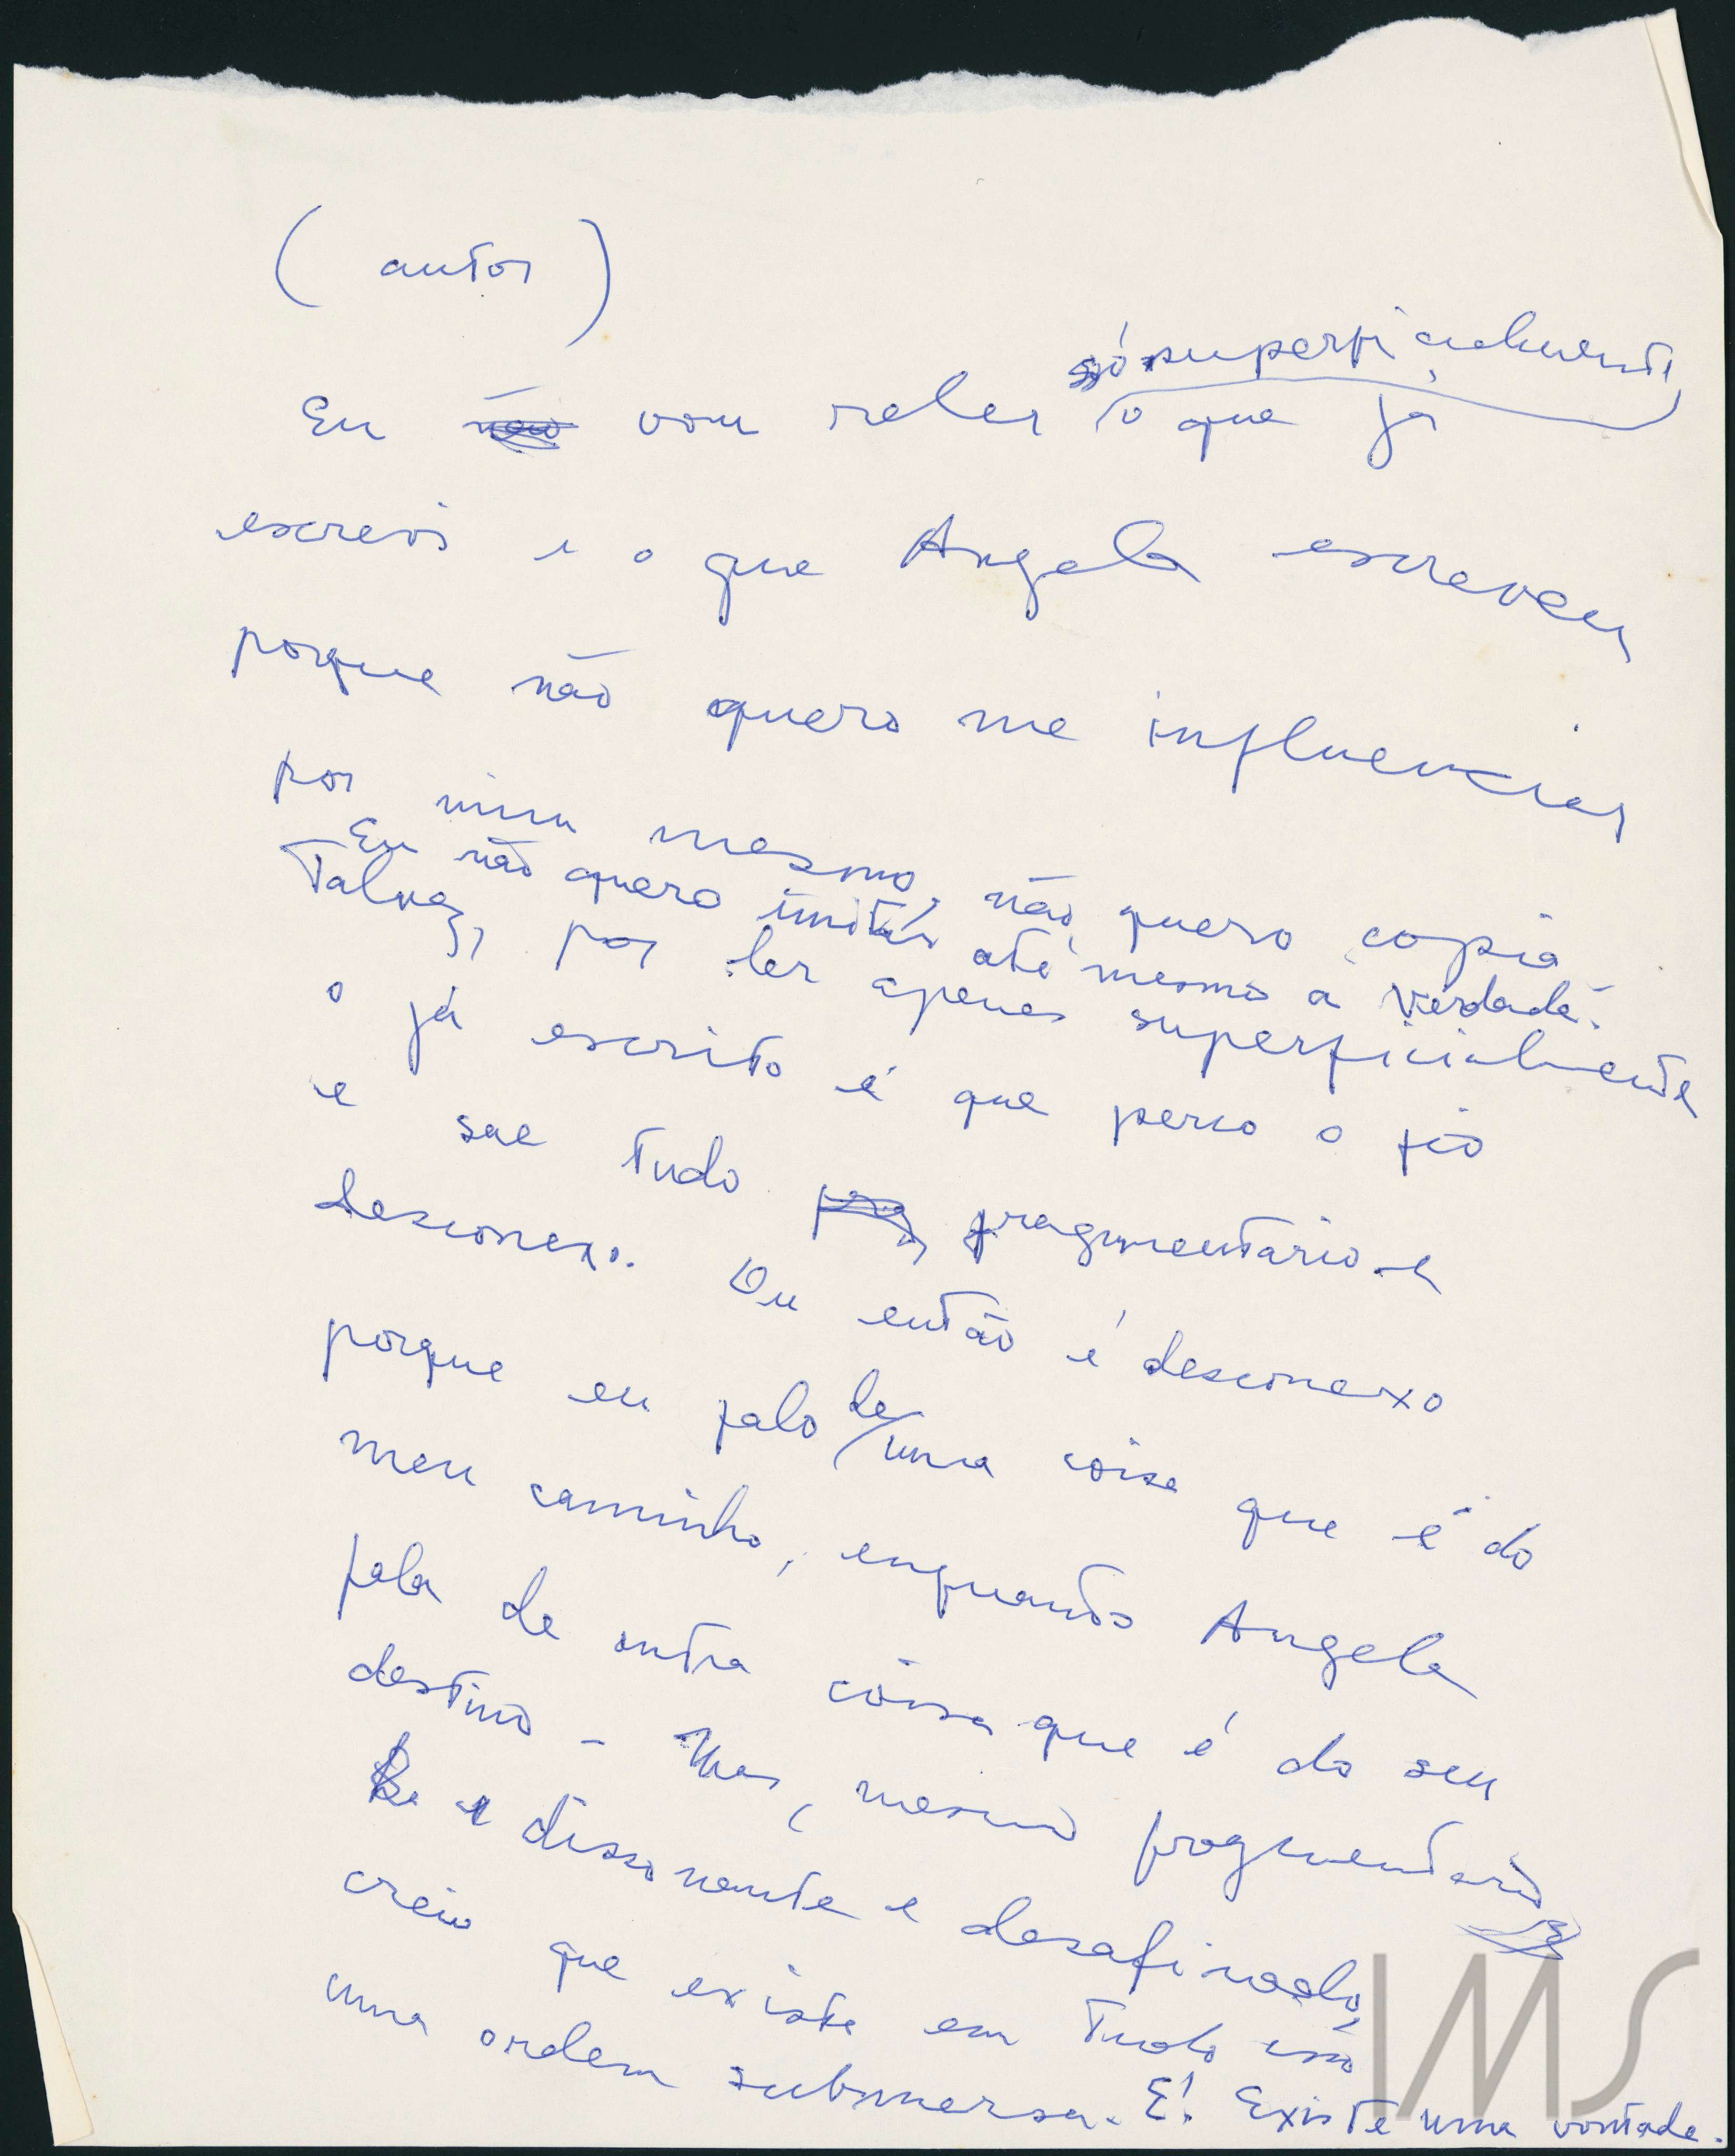 (autor)
só superficialmente
Eu não vou reler o que já
escrevi e o que Angela escreveu
porque não quero me influenciar
por mim mesmo, não quero copiá
Eu não quero imitar até mesmo a verdade.
Talvez, por ler apenas superficialmente
o já escrito é que perco o fio
e sae tudo fragmentário e
desconexo. Ou então é desconexo
porque eu falo de uma coisa que é do
meu caminho, enquanto Angela
fala de outra coisa que é do seu
destino - Mas, mesmo fragmentário
e dissonante e desafinado,
creio que existe em tudo isso
uma ordem submersa. É! Existe uma vontade.
IMS